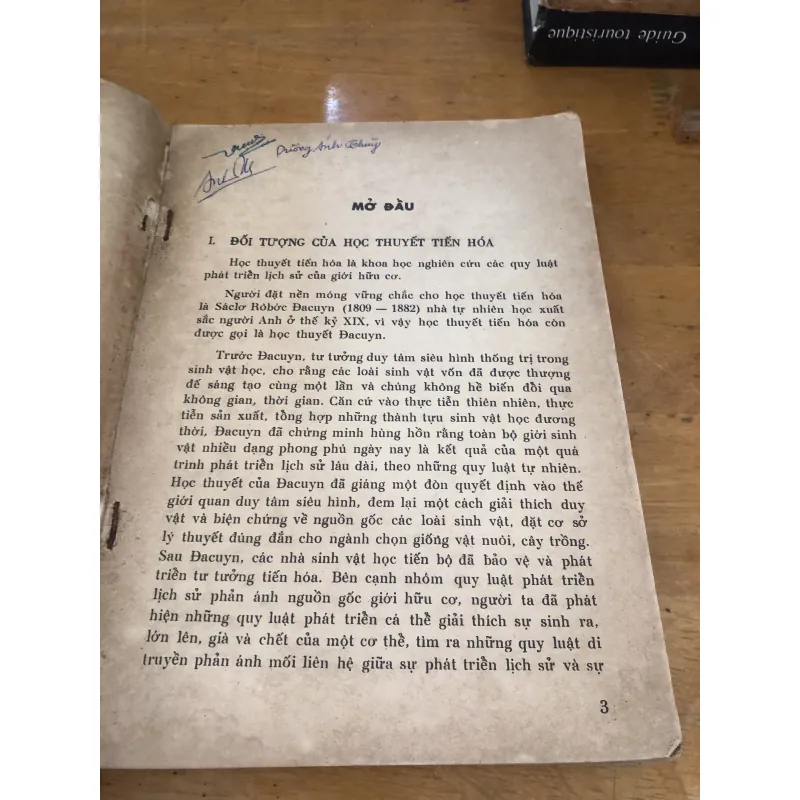 Guide touristique
Dương Ánh Hồng
MỞ ĐẦU
I. ĐỐI TƯỢNG CỦA HỌC THUYẾT TIẾN HÓA
Học thuyết tiến hóa là khoa học nghiên cứu các quy luật
phát triển lịch sử của giới hữu cơ.
Người đặt nền móng vững chắc cho học thuyết tiến hóa
là Sáclơ Rôbớc Đacuyn (1809 — 1882) nhà tự nhiên học xuất
sắc người Anh ở thế kỷ XIX, vì vậy học thuyết tiến hóa còn
được gọi là học thuyết Đacuyn.
Trước Đacuyn, tư tưởng duy tâm siêu hình thống trị trong
sinh vật học, cho rằng các loài sinh vật vốn đã được thượng
đế sáng tạo cùng một lần và chúng không hề biến đổi qua
không gian, thời gian. Căn cứ vào thực tiễn thiên nhiên, thực
tiễn sản xuất, tổng hợp những thành tựu sinh vật học đương
thời, Đacuyn đã chứng minh hùng hồn rằng toàn bộ giới sinh
vật nhiều dạng phong phú ngày nay là kết quả của một quá
trình phát triển lịch sử lâu dài, theo những quy luật tự nhiên.
Học thuyết của Đacuyn đã giáng một đòn quyết định vào thế
giới quan duy tâm siêu hình, đem lại một cách giải thích duy
vật và biện chứng về nguồn gốc các loài sinh vật, đặt cơ sở
lý thuyết đúng đắn cho ngành chọn giống vật nuôi, cây trồng.
Sau Đacuyn, các nhà sinh vật học tiến bộ đã bảo vệ và phát
triển tư tưởng tiến hóa. Bên cạnh nhóm quy luật phát triển
lịch sử phản ánh nguồn gốc giới hữu cơ, người ta đã phát
hiện những quy luật phát triển cá thể giải thích sự sinh ra,
lớn lên, già và chết của một cơ thể, tìm ra những quy luật di
truyền phản ánh mối liên hệ giữa sự phát triển lịch sử và sự
3